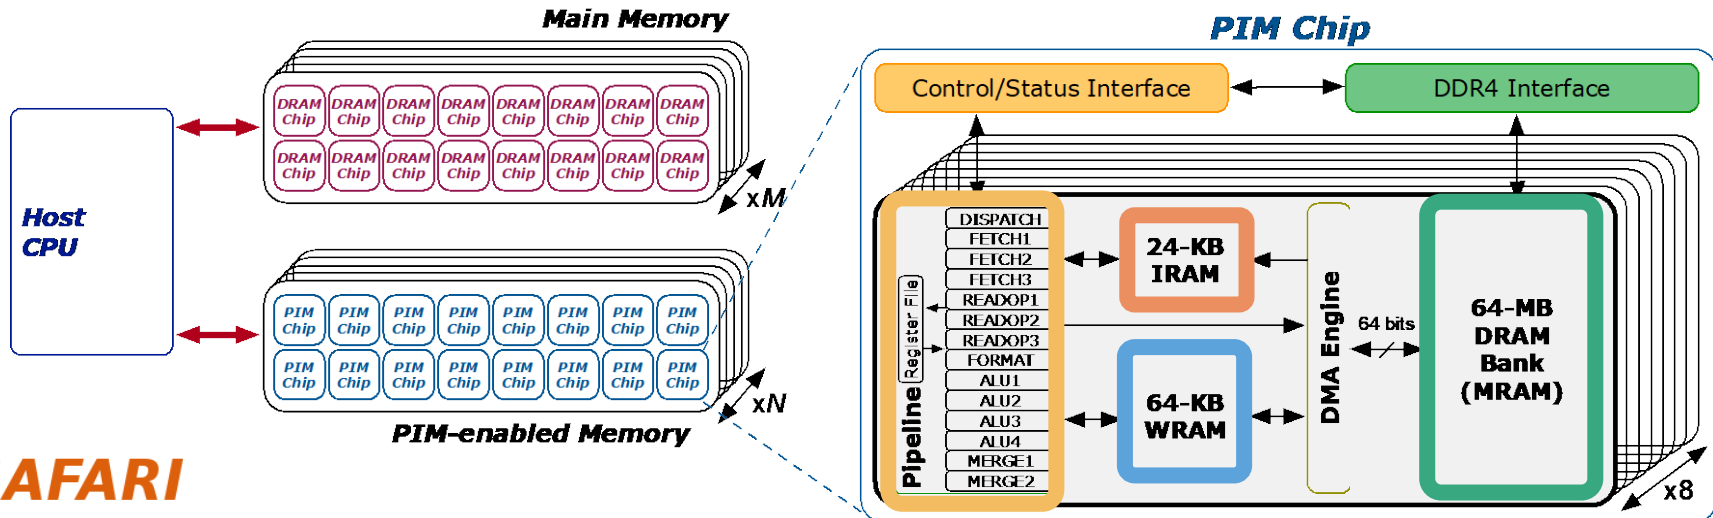 Main Memory
DRAM Chip DRAM Chip DRAM Chip DRAM Chip DRAM Chip DRAM Chip DRAM Chip DRAM Chip
DRAM Chip DRAM Chip DRAM Chip DRAM Chip DRAM Chip DRAM Chip DRAM Chip DRAM Chip
xM
Host
CPU
PIM Chip PIM Chip PIM Chip PIM Chip PIM Chip PIM Chip PIM Chip PIM Chip
PIM Chip PIM Chip PIM Chip PIM Chip PIM Chip PIM Chip PIM Chip PIM Chip
xN
PIM-enabled Memory
AFARI
PIM Chip
Control/Status Interface
DDR4 Interface
Pipeline
Register File
DISPATCH
FETCH1
FETCH2
FETCH3
READOP1
READOP2
READOP3
FORMAT
ALU1
ALU2
ALU3
ALU4
MERGE1
MERGE2
24-KB
IRAM
64-KB
WRAM
DMA Engine
64 bits
64-MB
DRAM
Bank
(MRAM)
x8